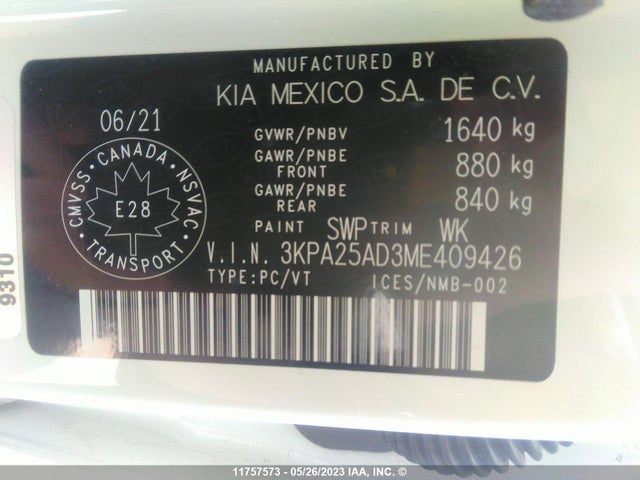 MANUFACTURED BY
KIA MEXICO S.A. DE C.V.
06/21
GVWR/PNBV 1640 kg
GAWR/PNBE FRONT 880 kg
GAWR/PNBE REAR 840 kg
CMVSS • CANADA • NSVAC
E28
TRANSPORT
PAINT SWP TRIM WK
V.I.N. 3KPA25AD3ME409426
TYPE:PC/VT ICES/NMB-002
9310
11757573 - 05/26/2023 IAA, Inc. ©